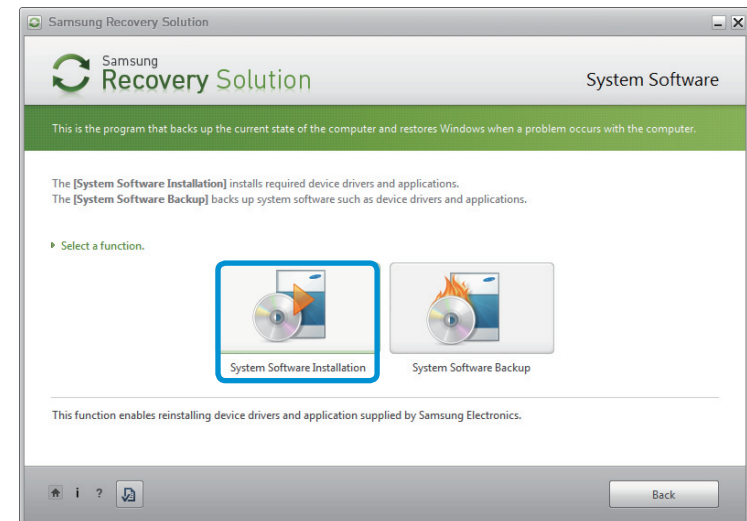 Samsung Recovery Solution
Samsung
Recovery Solution
System Software
This is the program that backs up the current state of the computer and restores Windows when a problem occurs with the computer.
The [System Software Installation] installs required device drivers and applications.
The [System Software Backup] backs up system software such as device drivers and applications.
Select a function.
System Software Installation
System Software Backup
This function enables reinstalling device drivers and application supplied by Samsung Electronics.
i ?
Back